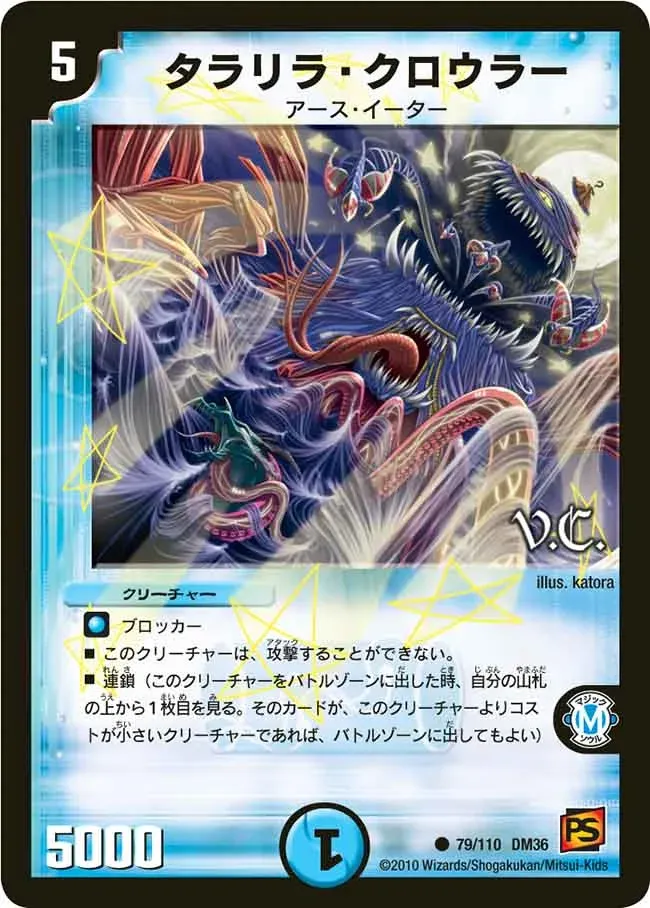 5
タラリラ・クロウラー
アース・イーター
V.C.
illus. katora
クリーチャー
ブロッカー
■ このクリーチャーは、攻撃することができない。
■ 連鎖（このクリーチャーをバトルゾーンに出した時、自分の山札
の上から1枚目を見る。そのカードが、このクリーチャーよりコス
トが小さいクリーチャーであれば、バトルゾーンに出してもよい）
マジック
M
ソウル
5000
1
● 79/110 DM36
PS
©2010 Wizards/Shogakukan/Mitsui-Kids